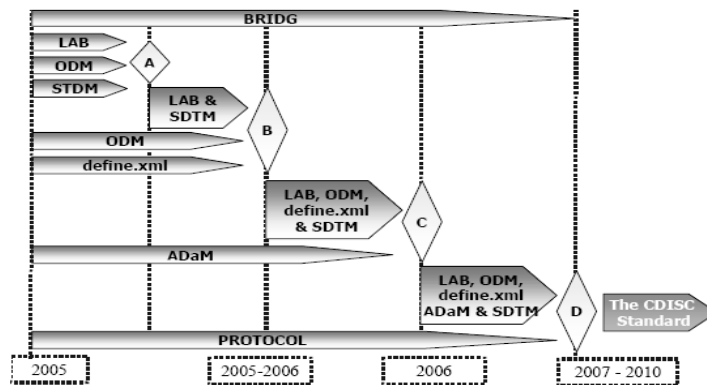 BRIDG
LAB
ODM
A
STDM
LAB &
SDTM
B
ODM
define.xml
LAB, ODM,
define.xml
& SDTM
C
ADaM
LAB, ODM,
define.xml
ADaM & SDTM
D
The CDISC
Standard
PROTOCOL
2005
2005-2006
2006
2007 - 2010